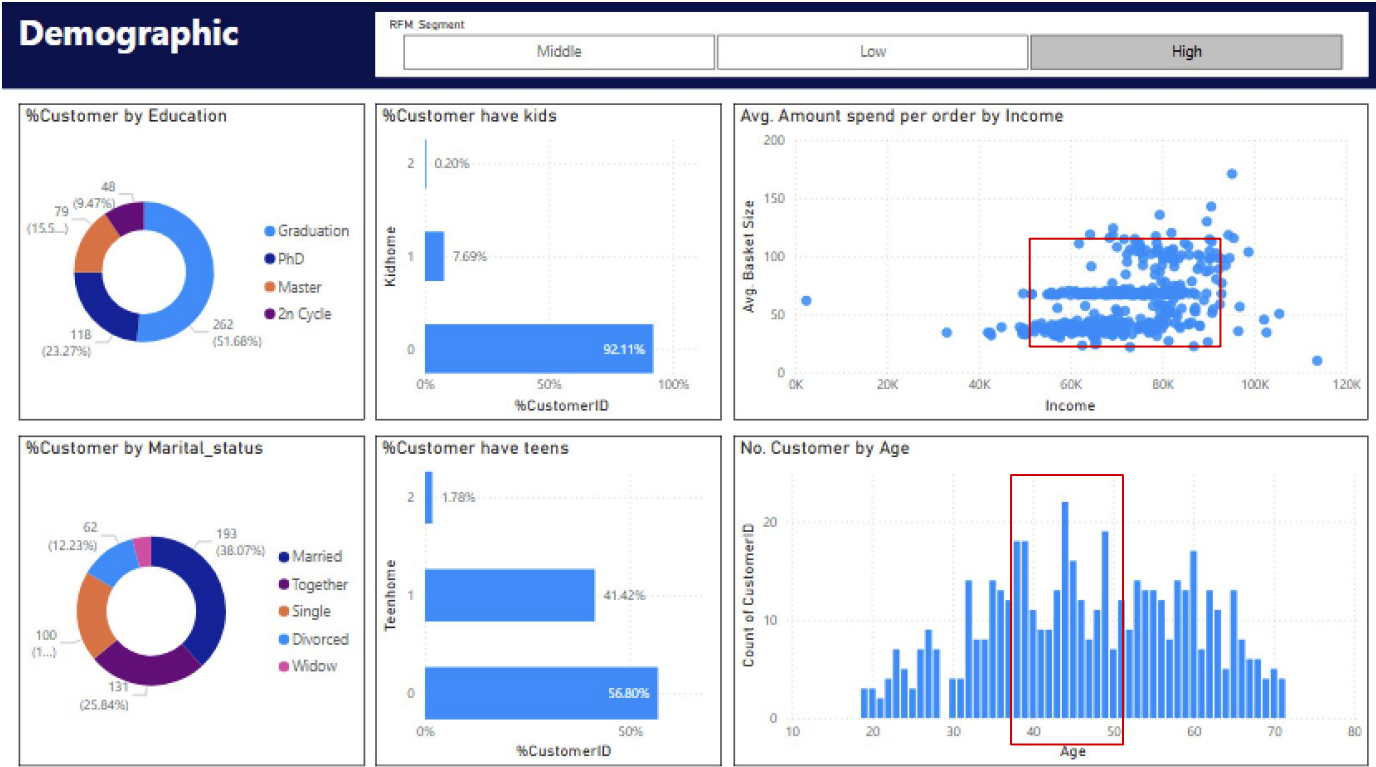 Demographic
RFM_Segment
Middle
Low
High
%Customer by Education
48
(9.47%)
79
(15.5...)
118
(23.27%)
262
(51.68%)
Graduation
PhD
Master
2n Cycle
%Customer have kids
Kidhome
2
0.20%
1
7.69%
0
92.11%
0%
50%
100%
%CustomerID
Avg. Amount spend per order by Income
Avg. Basket Size
200
150
100
50
0
0K
20K
40K
60K
80K
100K
120K
Income
%Customer by Marital_status
62
(12.23%)
100
(1...)
131
(25.84%)
193
(38.07%)
Married
Together
Single
Divorced
Widow
%Customer have teens
Teenhome
2
1.78%
1
41.42%
0
56.80%
0%
50%
%CustomerID
No. Customer by Age
Count of CustomerID
20
10
0
10
20
30
40
50
60
70
80
Age